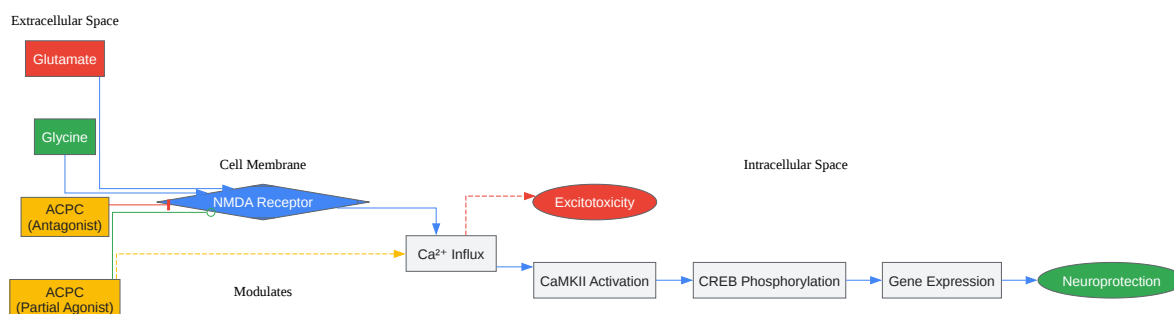 Extracellular Space
Glutamate
Glycine
Cell Membrane
Intracellular Space
NMDA Receptor
Excitotoxicity
ACPC
(Antagonist)
Ca²⁺ Influx
CaMKII Activation
CREB Phosphorylation
Gene Expression
Neuroprotection
ACPC
(Partial Agonist)
Modulates